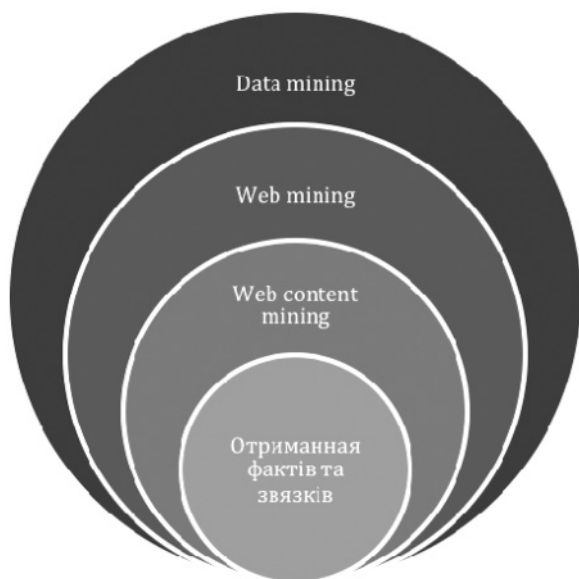 Data mining
Web mining
Web content
mining
Отриманная
фактів та
звязків